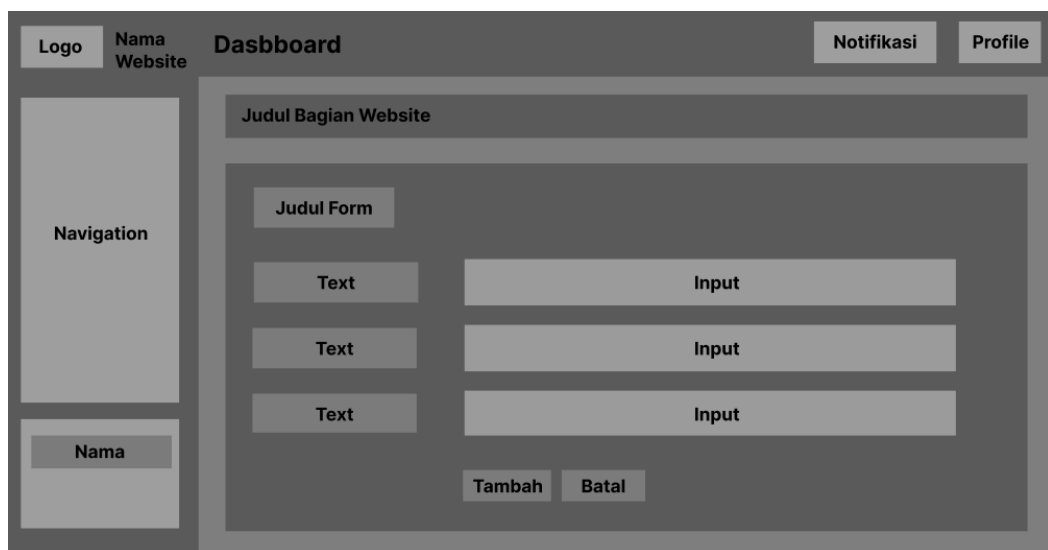 Logo
Nama
Website
Dasbboard
Notifikasi
Profile
Judul Bagian Website
Navigation
Judul Form
Text
Input
Text
Input
Text
Input
Nama
Tambah
Batal